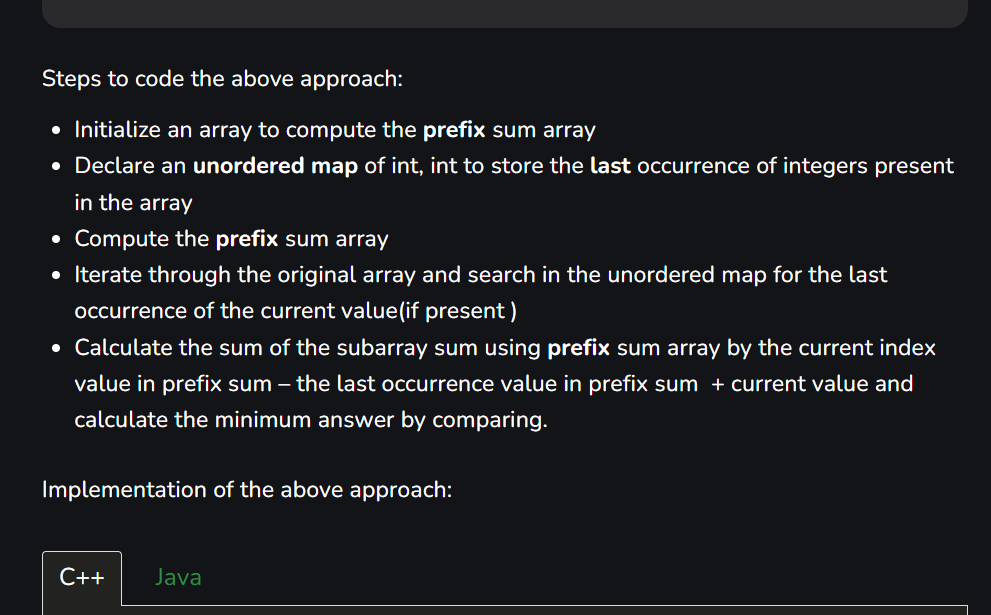 Steps to code the above approach:
• Initialize an array to compute the prefix sum array
• Declare an unordered map of int, int to store the last occurrence of integers present
in the array
• Compute the prefix sum array
• Iterate through the original array and search in the unordered map for the last
occurrence of the current value(if present )
• Calculate the sum of the subarray sum using prefix sum array by the current index
value in prefix sum – the last occurrence value in prefix sum  + current value and
calculate the minimum answer by comparing.
Implementation of the above approach:
C++ Java